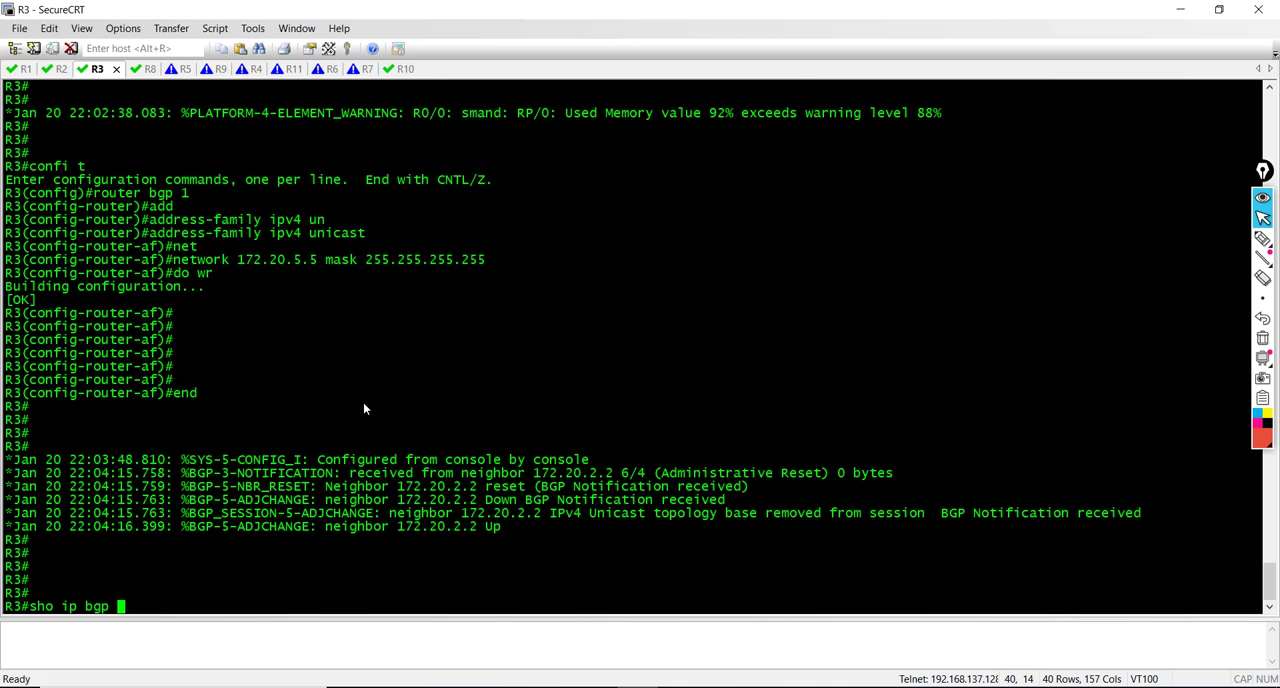 R3 - SecureCRT
File Edit View Options Transfer Script Tools Window Help
Enter host <Alt+R>
R1 R2 R3 × R8 R5 R9 R4 R11 R6 R7 R10
R3#
R3#
*Jan 20 22:02:38.083: %PLATFORM-4-ELEMENT_WARNING: R0/0: smand: RP/0: Used Memory value 92% exceeds warning level 88%
R3#
R3#
R3#
R3#confi t
Enter configuration commands, one per line. End with CNTL/Z.
R3(config)#router bgp 1
R3(config-router)#add
R3(config-router)#address-family ipv4 un
R3(config-router)#address-family ipv4 unicast
R3(config-router-af)#net
R3(config-router-af)#network 172.20.5.5 mask 255.255.255.255
R3(config-router-af)#do wr
Building configuration...
[OK]
R3(config-router-af)#
R3(config-router-af)#
R3(config-router-af)#
R3(config-router-af)#
R3(config-router-af)#
R3(config-router-af)#
R3(config-router-af)#end
R3#
R3#
R3#
R3#
*Jan 20 22:03:48.810: %SYS-5-CONFIG_I: Configured from console by console
*Jan 20 22:04:15.758: %BGP-3-NOTIFICATION: received from neighbor 172.20.2.2 6/4 (Administrative Reset) 0 bytes
*Jan 20 22:04:15.759: %BGP-5-NBR_RESET: Neighbor 172.20.2.2 reset (BGP Notification received)
*Jan 20 22:04:15.763: %BGP-5-ADJCHANGE: neighbor 172.20.2.2 Down BGP Notification received
*Jan 20 22:04:15.763: %BGP_SESSION-5-ADJCHANGE: neighbor 172.20.2.2 IPv4 Unicast topology base removed from session  BGP Notification received
*Jan 20 22:04:16.399: %BGP-5-ADJCHANGE: neighbor 172.20.2.2 Up
R3#
R3#
R3#
R3#
R3#
R3#sho ip bgp
Ready Telnet: 192.168.137.128 40, 14 40 Rows, 157 Cols VT100 CAP NUM